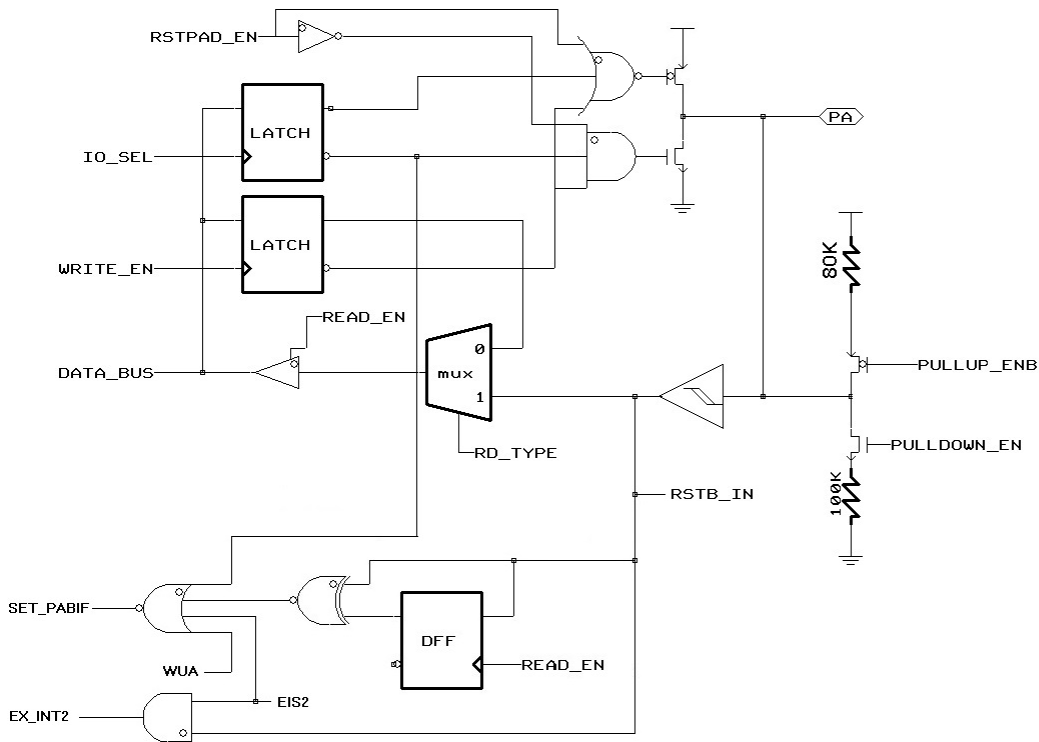 RSTPAD_EN
PA
LATCH
IO_SEL
LATCH
WRITE_EN
80K
READ_EN
DATA_BUS
mux
0
1
PULLUP_ENB
RD_TYPE
PULLDOWN_EN
100K
RSTB_IN
SET_PABIF
DFF
WUA
READ_EN
EIS2
EX_INT2